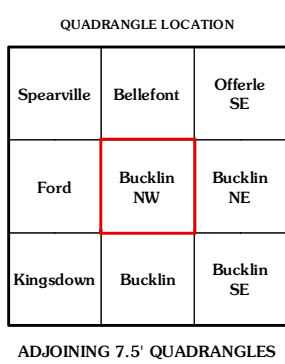 QUADRANGLE LOCATION
Spearville
Bellefont
Offerle
SE
Ford
Bucklin
NW
Bucklin
NE
Kingsdown
Bucklin
Bucklin
SE
ADJOINING 7.5' QUADRANGLES